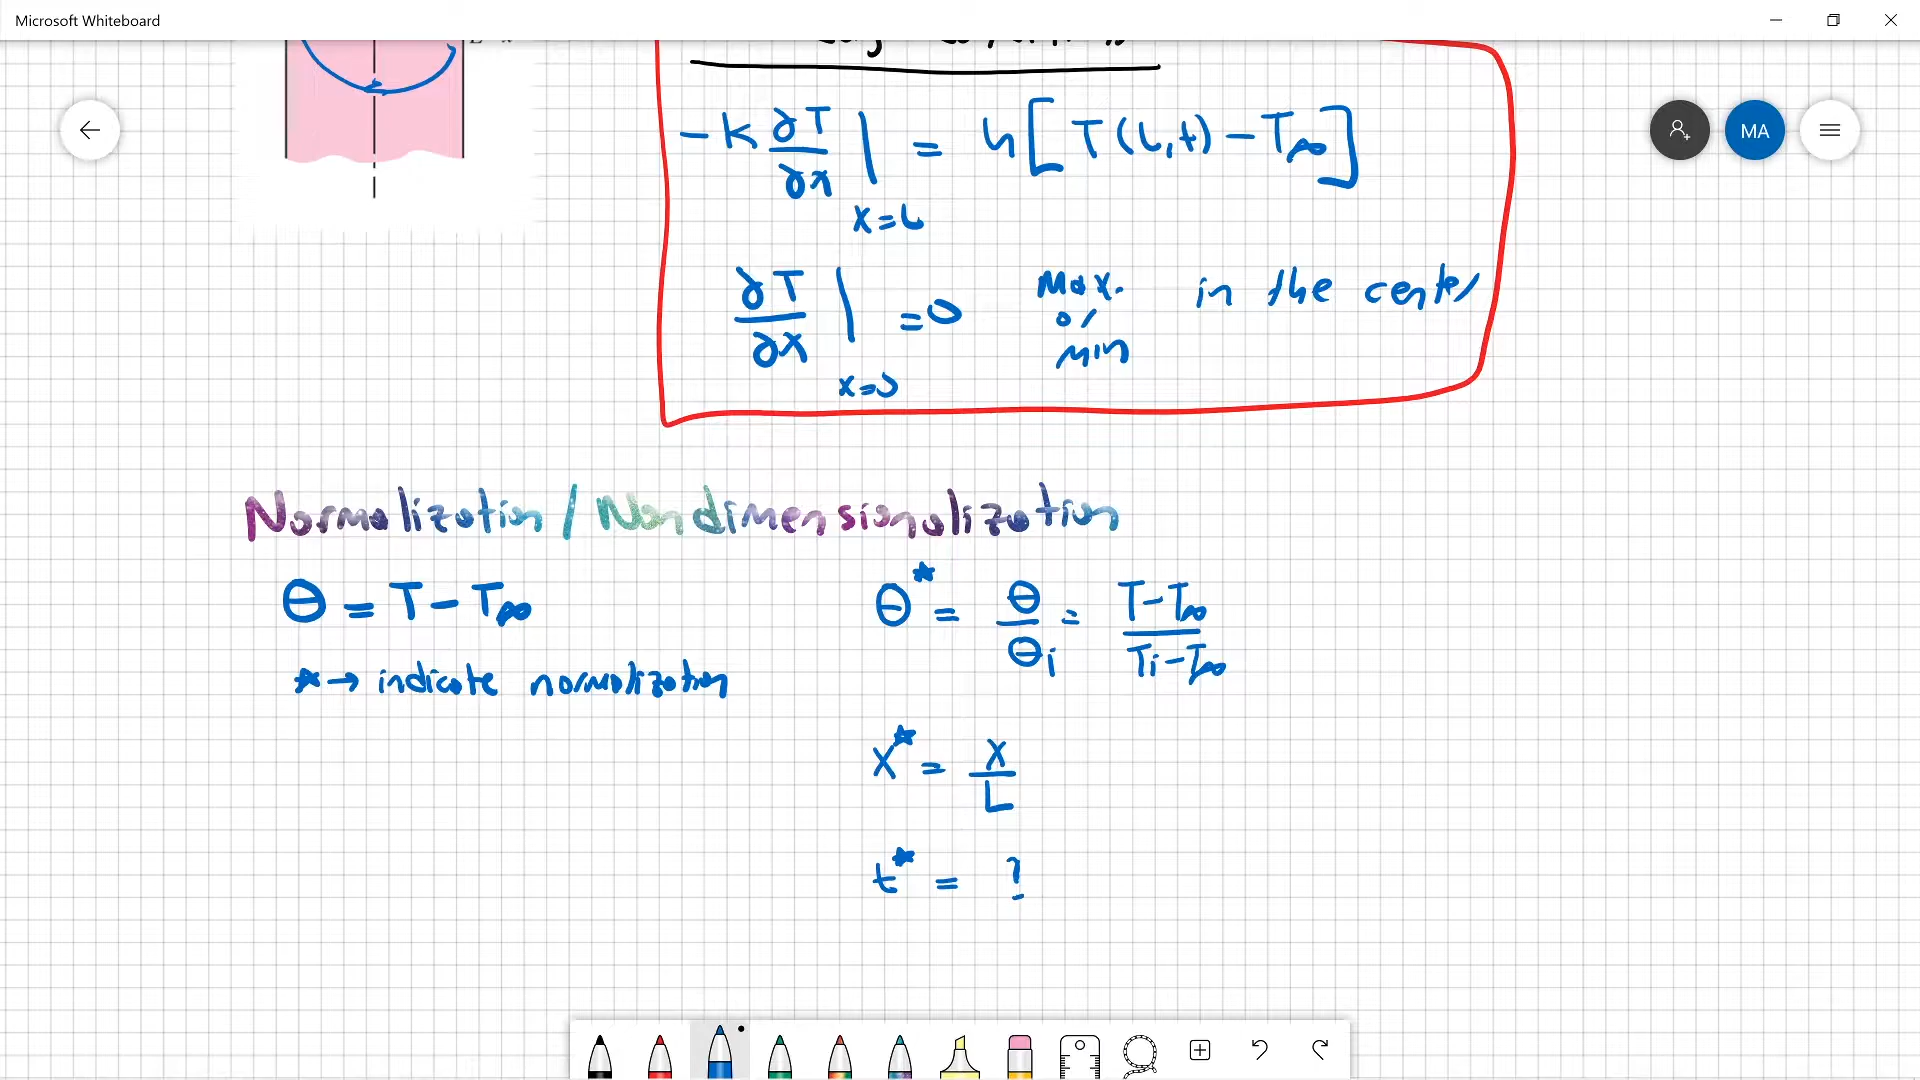 Microsoft Whiteboard
MA
-k ∂T/∂x | x=L = h[T(L,t) - T∞]
∂T/∂x | x=0 = 0 Max. or min in the center
Normalization / Nondimensionalization
θ = T - T∞
θ* = θ/θi = (T - T∞)/(Ti - T∞)
* → indicate normalization
x* = x/L
t* = ?